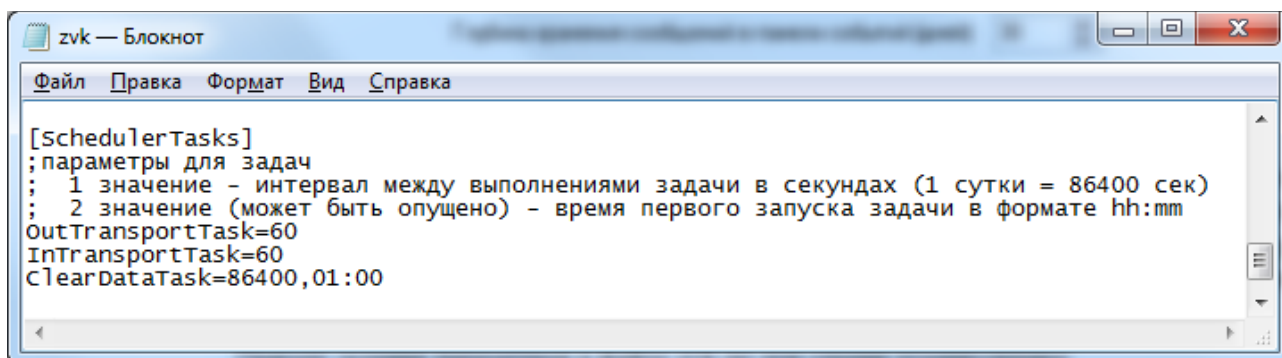 zvk — Блокнот
Файл Правка Формат Вид Справка
[SchedulerTasks]
;параметры для задач
;  1 значение - интервал между выполнениями задачи в секундах (1 сутки = 86400 сек)
;  2 значение (может быть опущено) - время первого запуска задачи в формате hh:mm
OutTransportTask=60
InTransportTask=60
ClearDataTask=86400,01:00